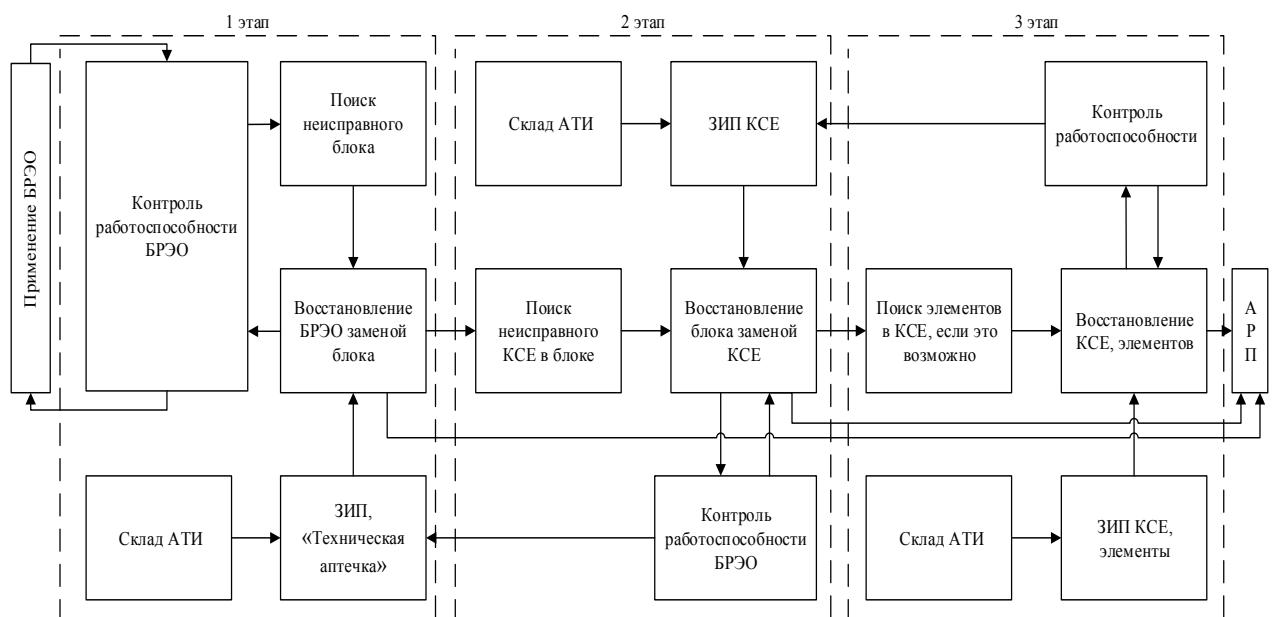 1 этап
2 этап
3 этап
Применение БРЭО
Контроль
работоспособности
БРЭО
Поиск
неисправного
блока
Восстановление
БРЭО заменой
блока
Склад АТИ
ЗИП,
«Техническая
аптечка»
Склад АТИ
ЗИП КСЕ
Поиск
неисправного
КСЕ в блоке
Восстановление
блока заменой
КСЕ
Контроль
работоспособности
БРЭО
Контроль
работоспособности
Поиск элементов
в КСЕ, если это
возможно
Восстановление
КСЕ, элементов
Склад АТИ
ЗИП КСЕ,
элементы
А
Р
П